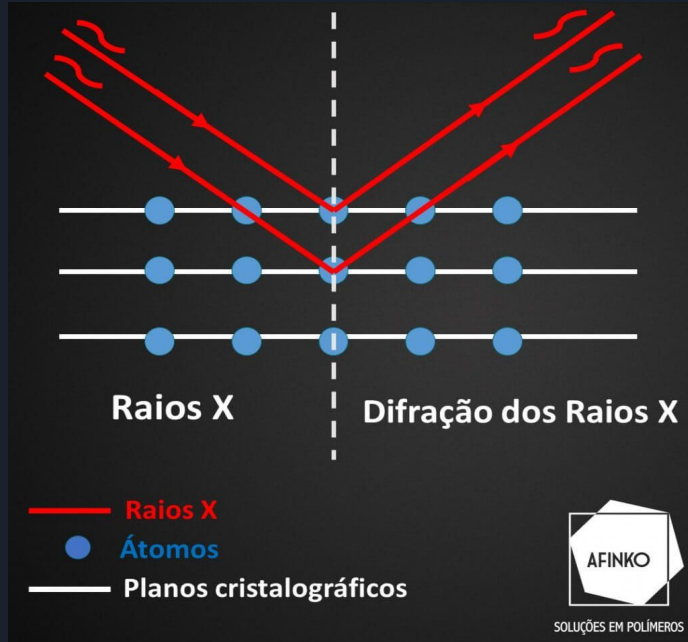 Raios X
Difração dos Raios X
Raios X
Átomos
Planos cristalográficos
AFINKO
SOLUÇÕES EM POLÍMEROS